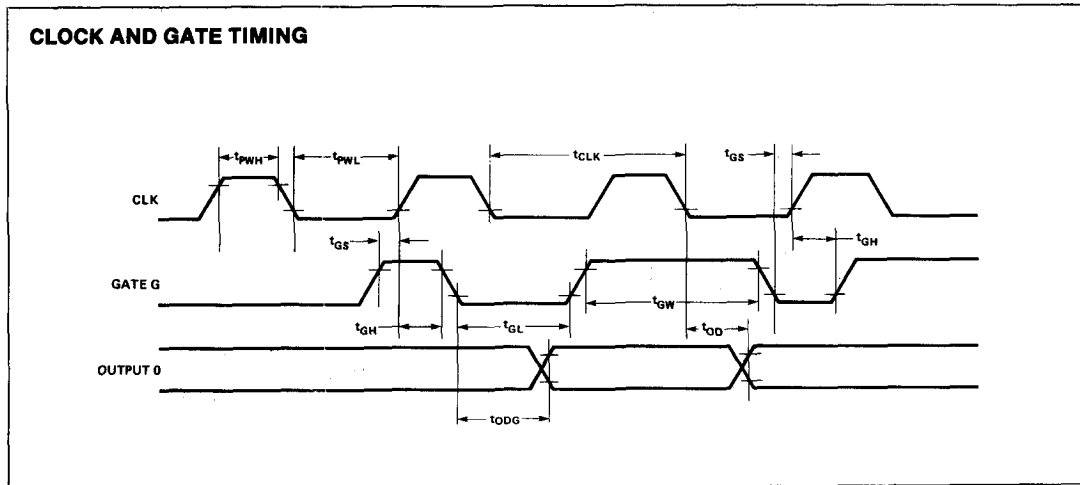 CLOCK AND GATE TIMING
tPWH
tPWL
tCLK
tGS
CLK
tGS
tGH
GATE G
tGW
tGH
tGL
tOD
OUTPUT 0
tODG